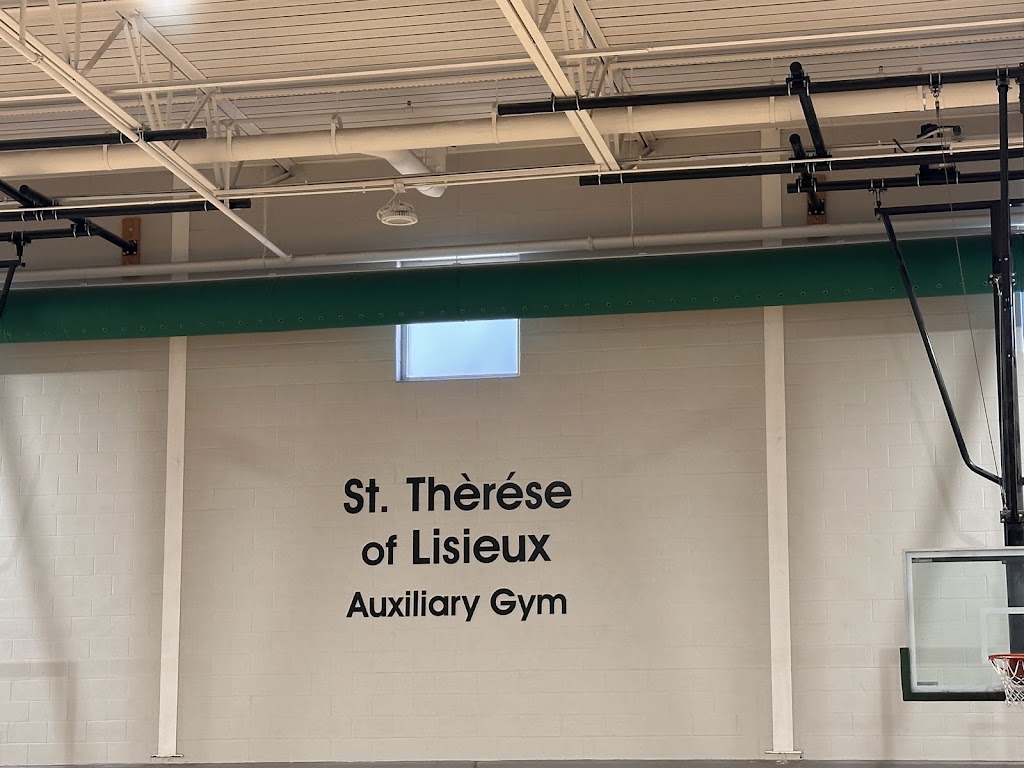 St. Thèrése
of Lisieux
Auxiliary Gym